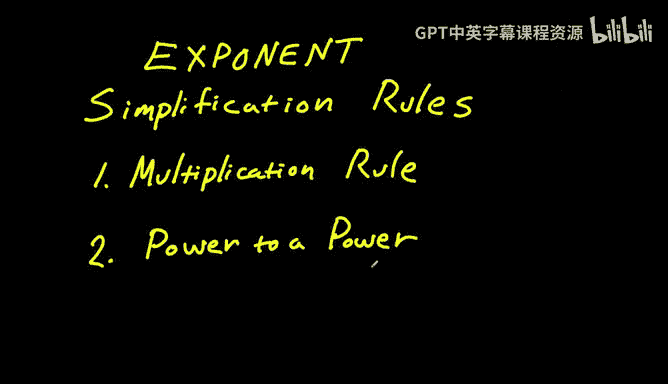 GPT中英字幕课程资源 bilibili
EXPONENT
Simplification Rules
1. Multiplication Rule
2. Power to a Power